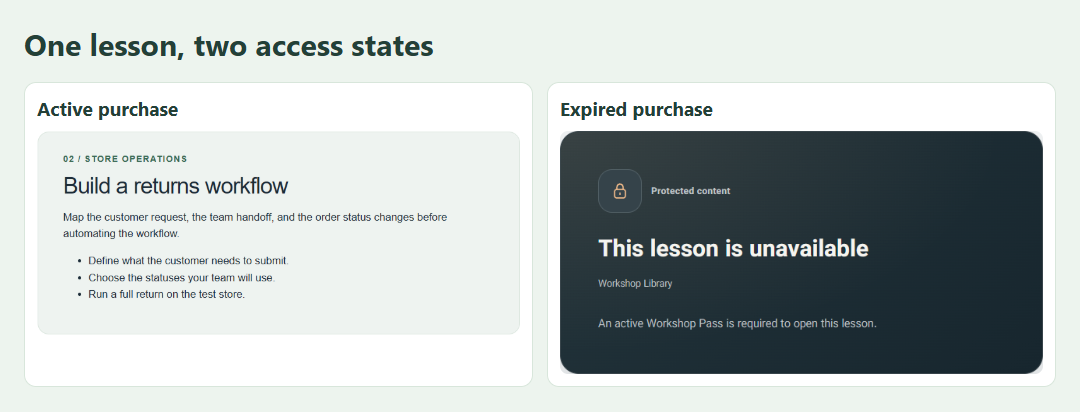 One lesson, two access states
Active purchase
02 / STORE OPERATIONS
Build a returns workflow
Map the customer request, the team handoff, and the order status changes before
automating the workflow.
• Define what the customer needs to submit.
• Choose the statuses your team will use.
• Run a full return on the test store.
Expired purchase
Protected content
This lesson is unavailable
Workshop Library
An active Workshop Pass is required to open this lesson.